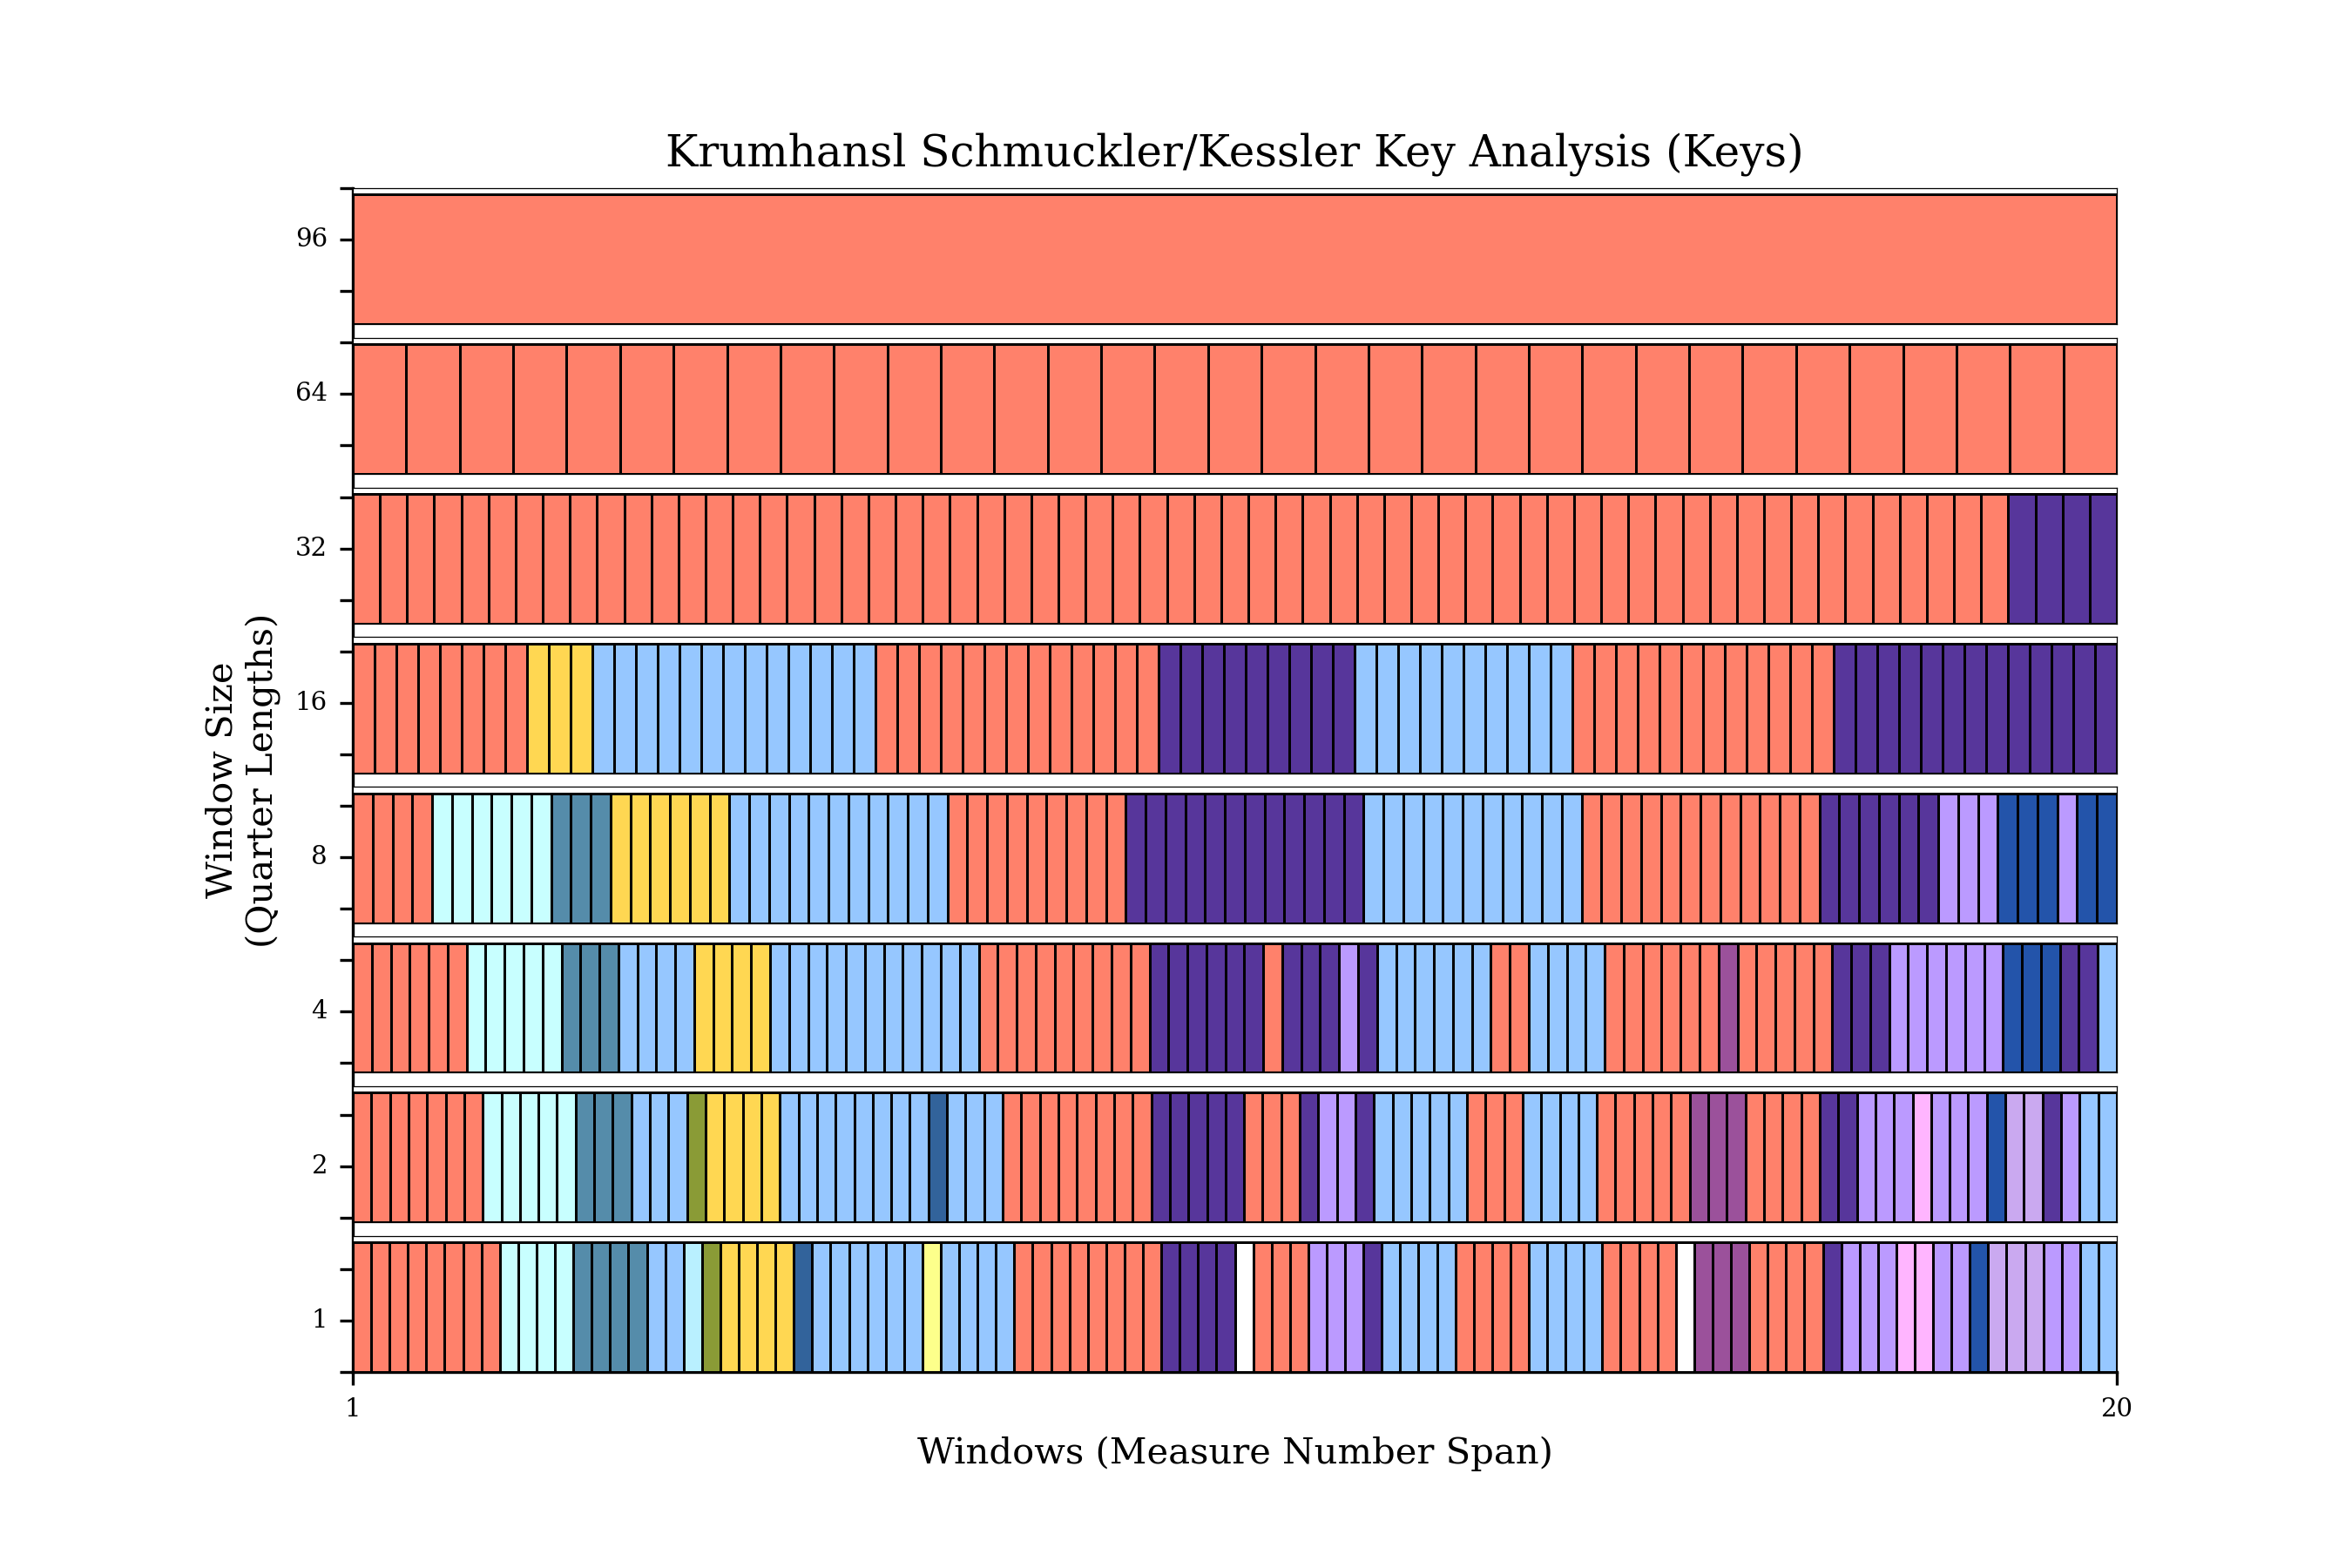 Krumhansl Schmuckler/Kessler Key Analysis (Keys)
96
64
32
16
8
4
2
1
Window Size
(Quarter Lengths)
1
20
Windows (Measure Number Span)